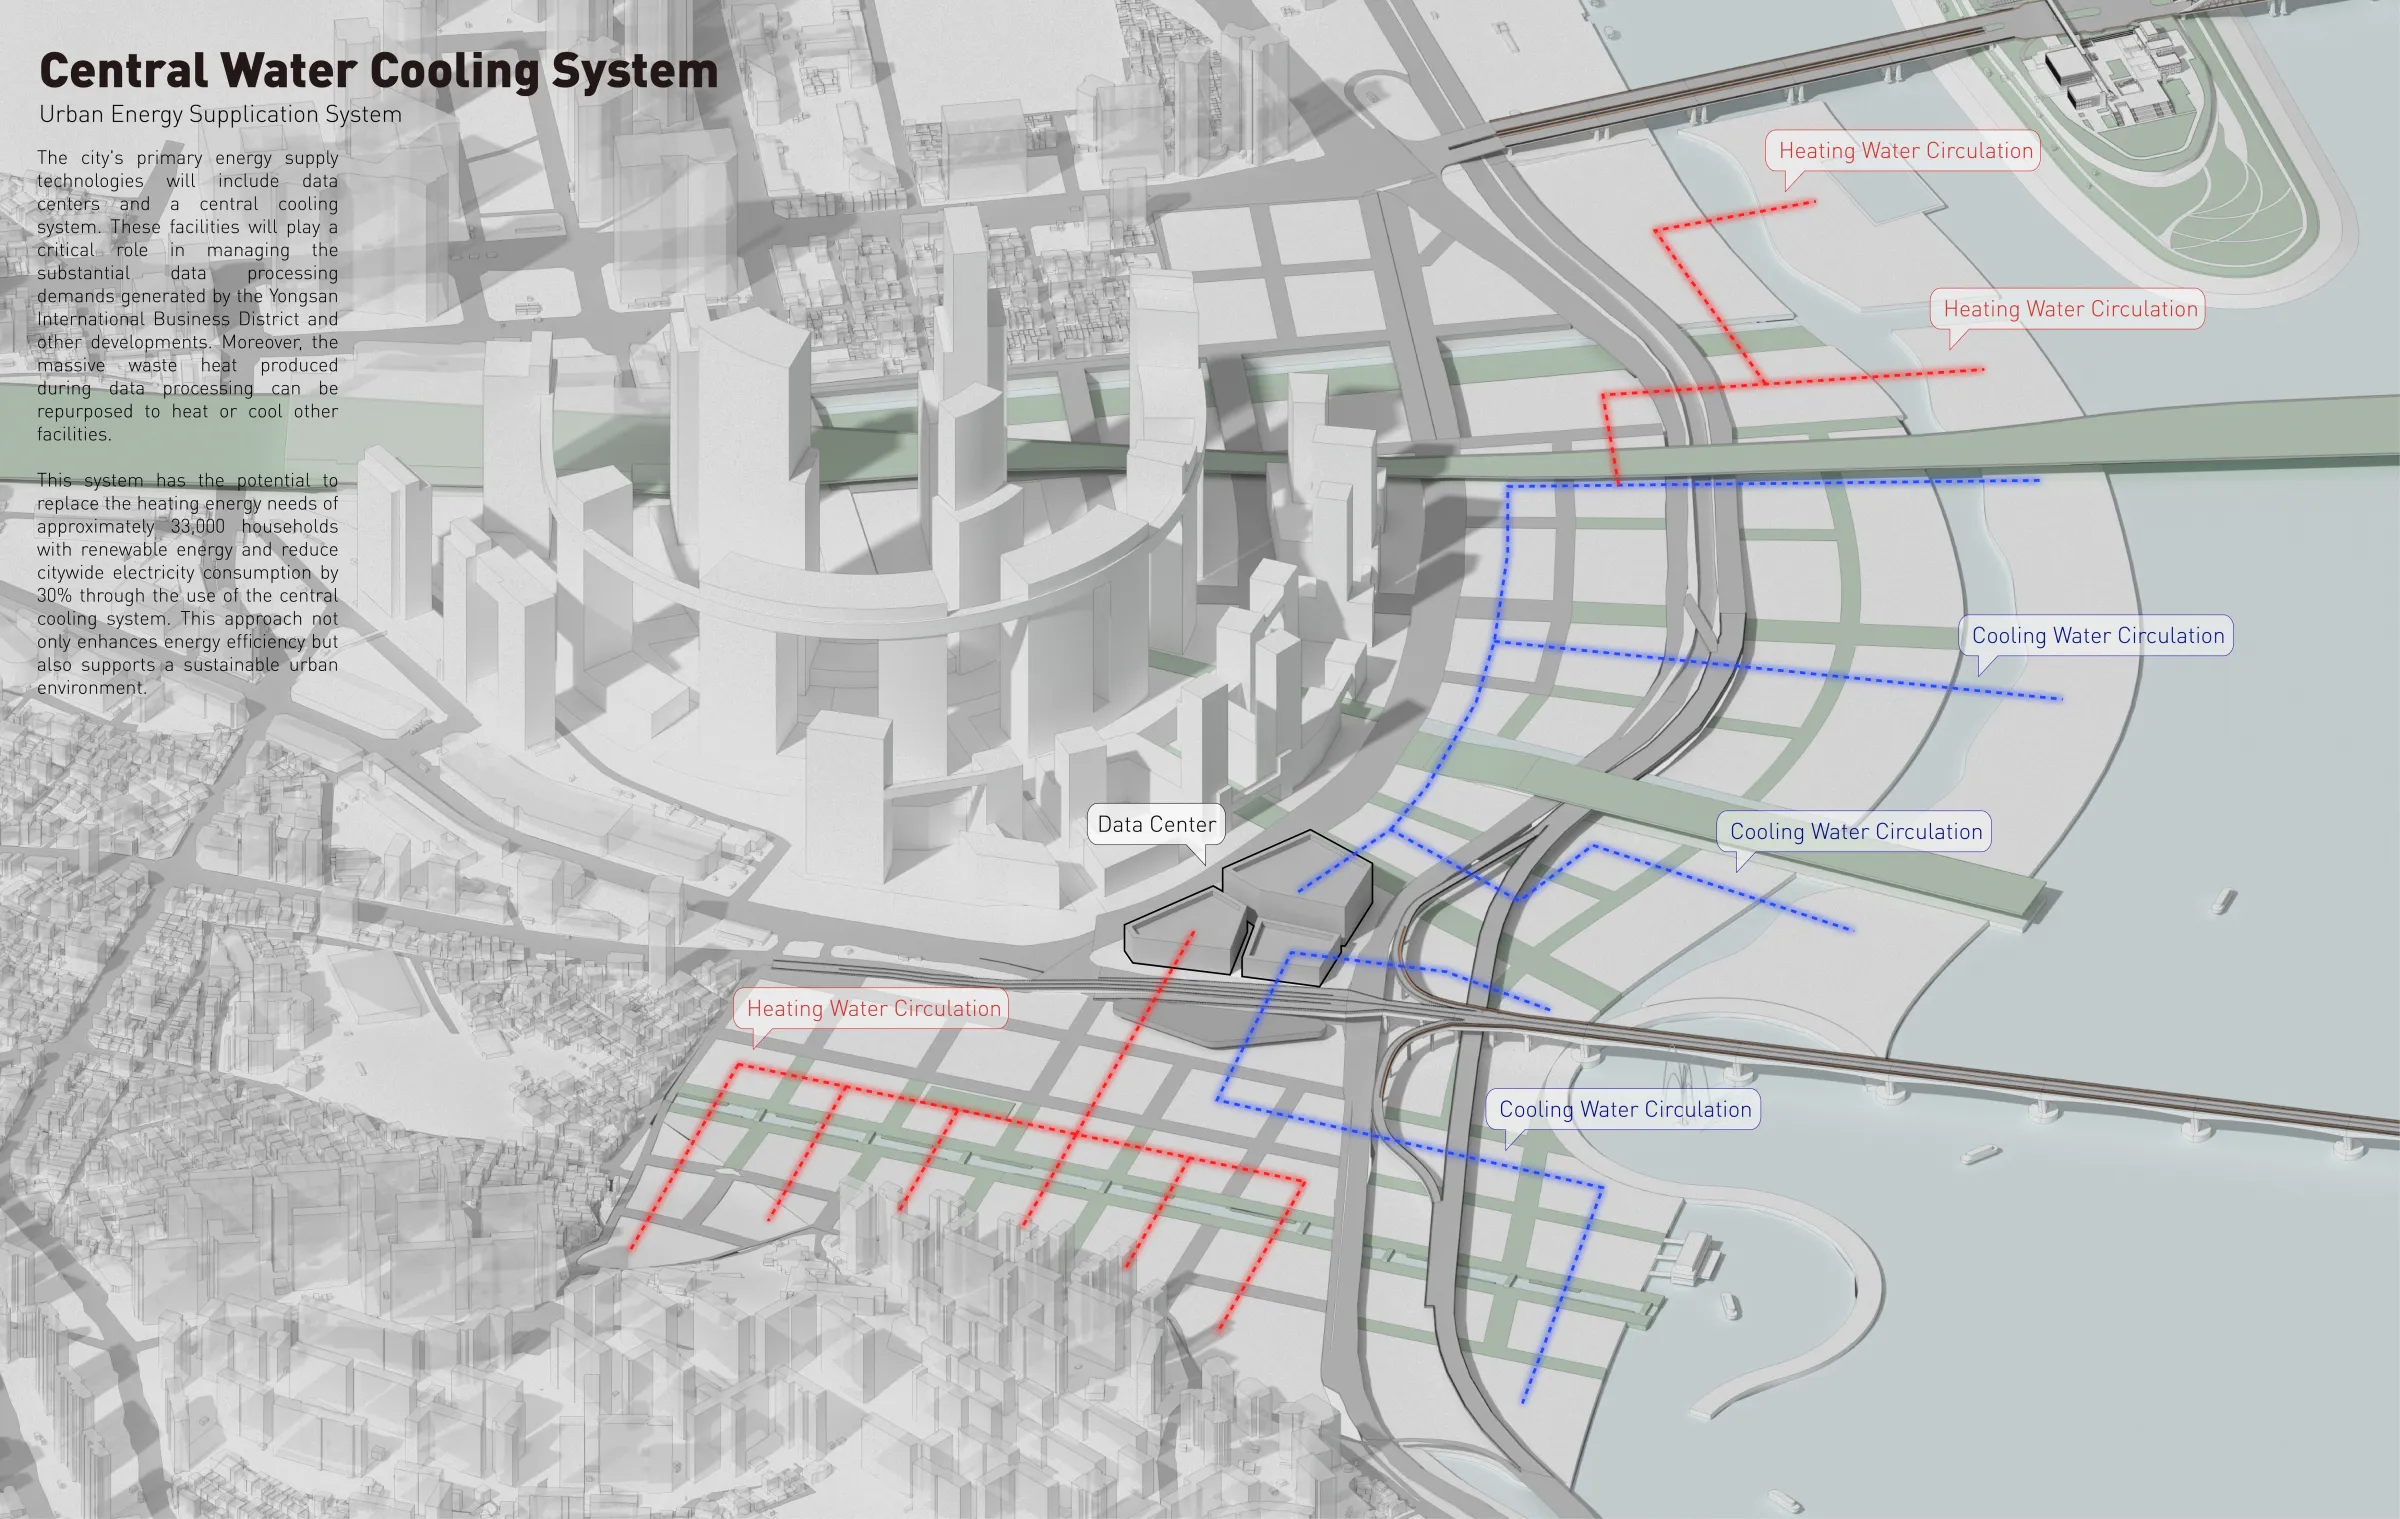 Central Water Cooling System
Urban Energy Supplication System
The city's primary energy supply
technologies will include data
centers and a central cooling
system. These facilities will play a
critical role in managing the
substantial data processing
demands generated by the Yongsan
International Business District and
other developments. Moreover, the
massive waste heat produced
during data processing can be
repurposed to heat or cool other
facilities.
This system has the potential to
replace the heating energy needs of
approximately 33,000 households
with renewable energy and reduce
citywide electricity consumption by
30% through the use of the central
cooling system. This approach not
only enhances energy efficiency but
also supports a sustainable urban
environment.
Heating Water Circulation
Heating Water Circulation
Cooling Water Circulation
Data Center
Cooling Water Circulation
Heating Water Circulation
Cooling Water Circulation